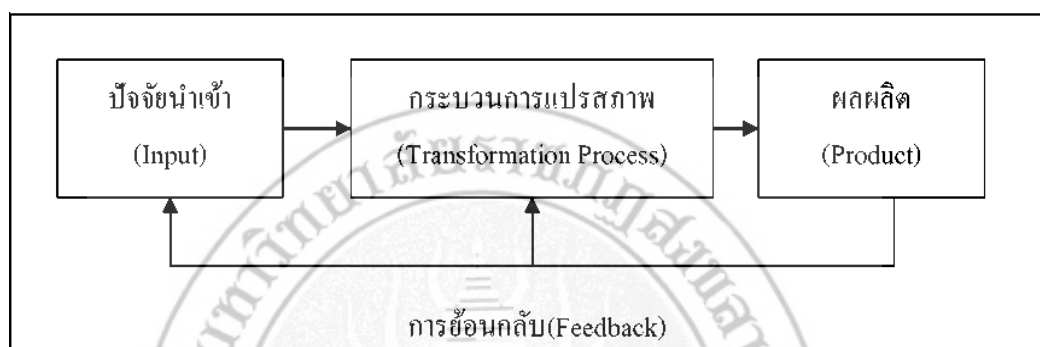 ปัจจัยนำเข้า
(Input)
กระบวนการแปรสภาพ
(Transformation Process)
ผลผลิต
(Product)
การย้อนกลับ(Feedback)